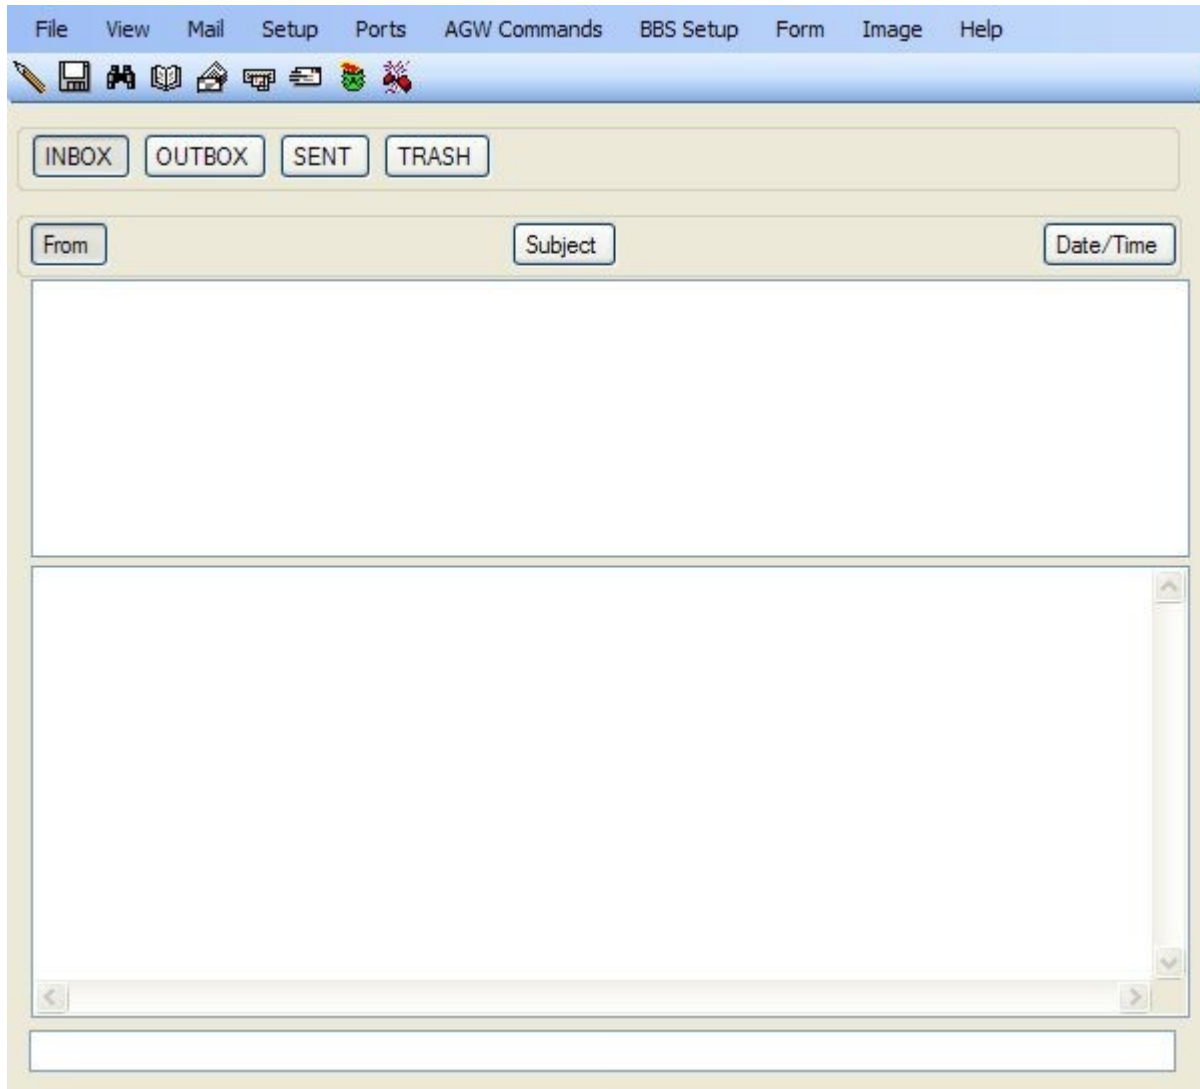 File View Mail Setup Ports AGW Commands BBS Setup Form Image Help
INBOX OUTBOX SENT TRASH
From Subject Date/Time